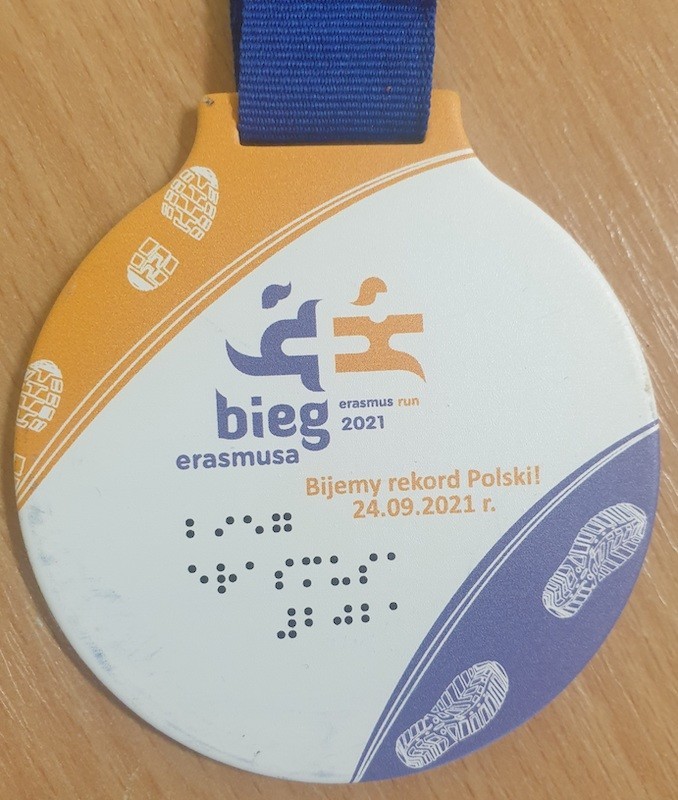 bieg
erasmus run
2021
erasmusa
Bijemy rekord Polski!
24.09.2021 r.
⠃⠊⠑⠛
⠑⠗⠁⠎⠍⠥⠎⠁
⠼⠃⠚⠃⠁